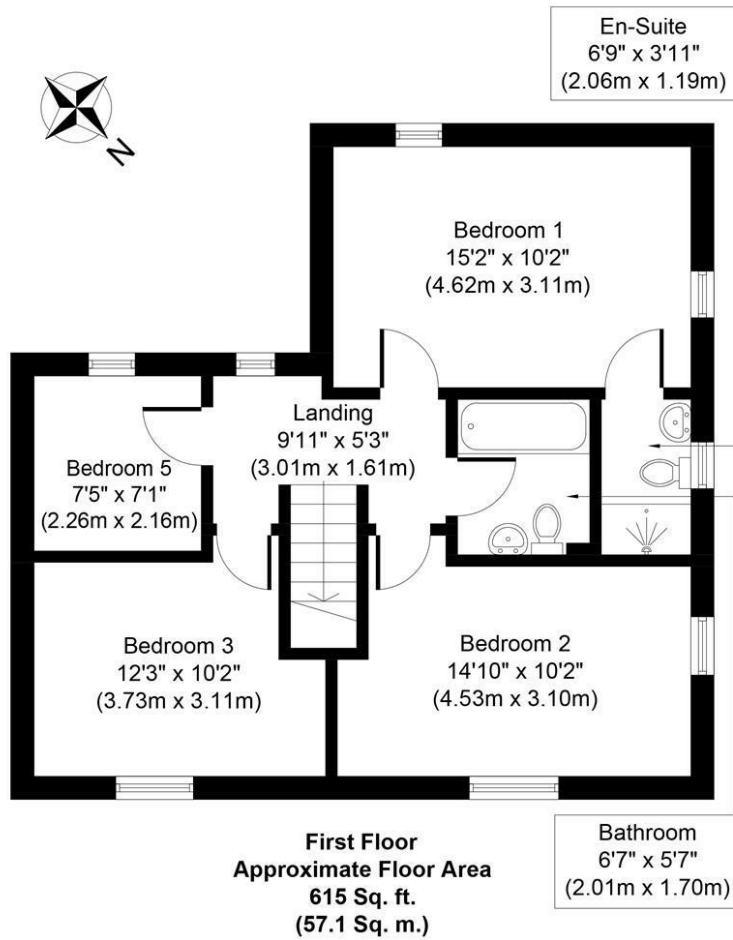 En-Suite
6'9" x 3'11"
(2.06m x 1.19m)
N
Bedroom 1
15'2" x 10'2"
(4.62m x 3.11m)
Landing
9'11" x 5'3"
(3.01m x 1.61m)
Bedroom 5
7'5" x 7'1"
(2.26m x 2.16m)
Bedroom 3
12'3" x 10'2"
(3.73m x 3.11m)
Bedroom 2
14'10" x 10'2"
(4.53m x 3.10m)
Bathroom
6'7" x 5'7"
(2.01m x 1.70m)
First Floor
Approximate Floor Area
615 Sq. ft.
(57.1 Sq. m.)